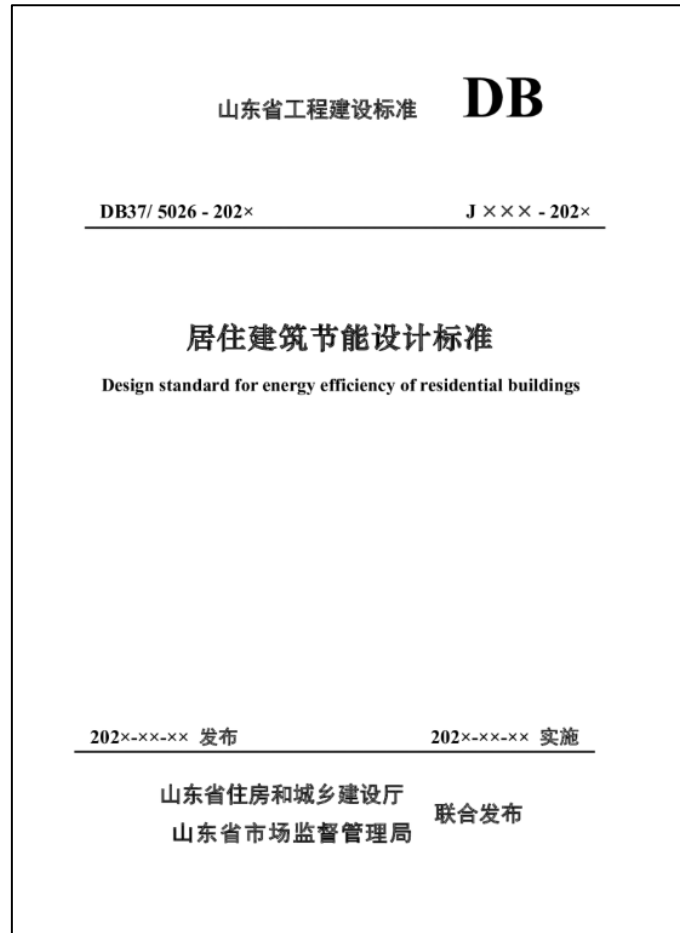 山东省工程建设标准 DB
DB37/ 5026 - 202× J ××× - 202×
居住建筑节能设计标准
Design standard for energy efficiency of residential buildings
202×-××-×× 发布 202×-××-×× 实施
山东省住房和城乡建设厅
山东省市场监督管理局
联合发布